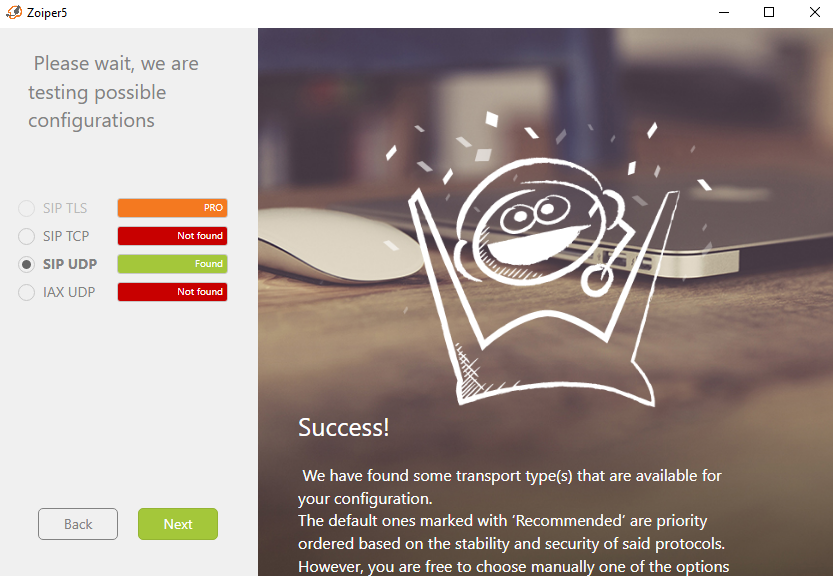 Zoiper5
Please wait, we are
testing possible
configurations
SIP TLS PRO
SIP TCP Not found
SIP UDP Found
IAX UDP Not found
Back Next
Success!
We have found some transport type(s) that are available for
your configuration.
The default ones marked with ‘Recommended’ are priority
ordered based on the stability and security of said protocols.
However, you are free to choose manually one of the options